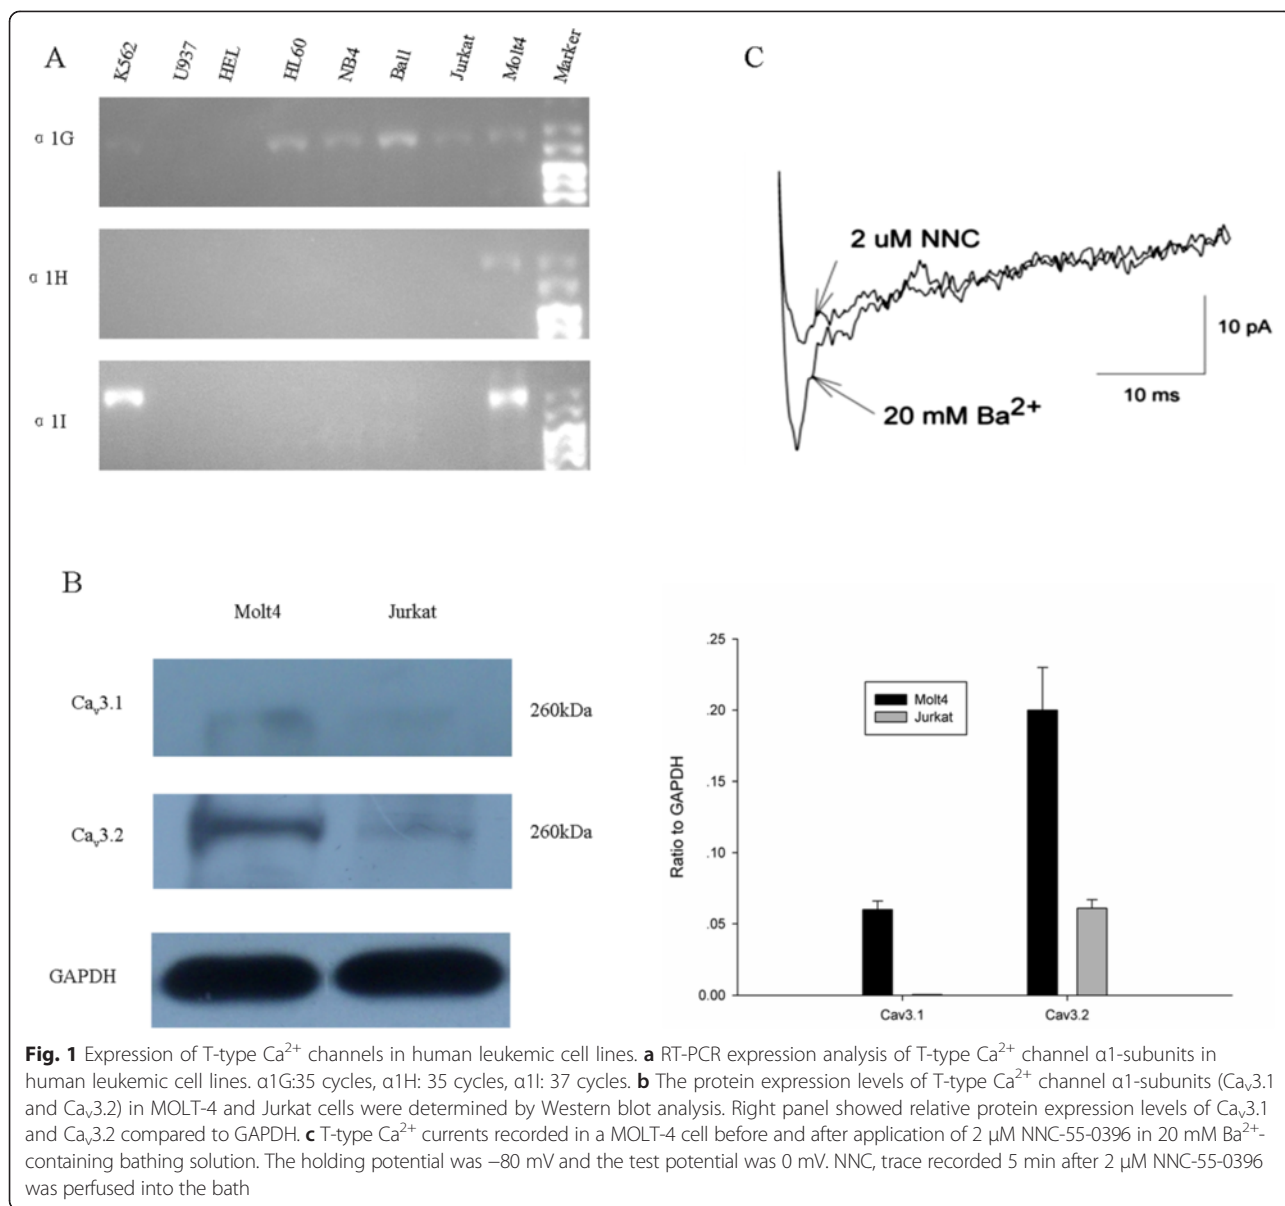 A
K562
U937
HEL
HL60
NB4
Ball
Jurkat
Molt4
Marker
α 1G
α 1H
α 1I
C
2 uM NNC
20 mM Ba²⁺
10 pA
10 ms
B
Molt4 Jurkat
Caᵥ3.1 260kDa
Caᵥ3.2 260kDa
GAPDH
Ratio to GAPDH
.25
.20
.15
.10
.05
0.00
Molt4
Jurkat
Cav3.1 Cav3.2
Fig. 1 Expression of T-type Ca²⁺ channels in human leukemic cell lines. a RT-PCR expression analysis of T-type Ca²⁺ channel α1-subunits in
human leukemic cell lines. α1G:35 cycles, α1H: 35 cycles, α1I: 37 cycles. b The protein expression levels of T-type Ca²⁺ channel α1-subunits (Caᵥ3.1
and Caᵥ3.2) in MOLT-4 and Jurkat cells were determined by Western blot analysis. Right panel showed relative protein expression levels of Caᵥ3.1
and Caᵥ3.2 compared to GAPDH. c T-type Ca²⁺ currents recorded in a MOLT-4 cell before and after application of 2 μM NNC-55-0396 in 20 mM Ba²⁺-
containing bathing solution. The holding potential was −80 mV and the test potential was 0 mV. NNC, trace recorded 5 min after 2 μM NNC-55-0396
was perfused into the bath